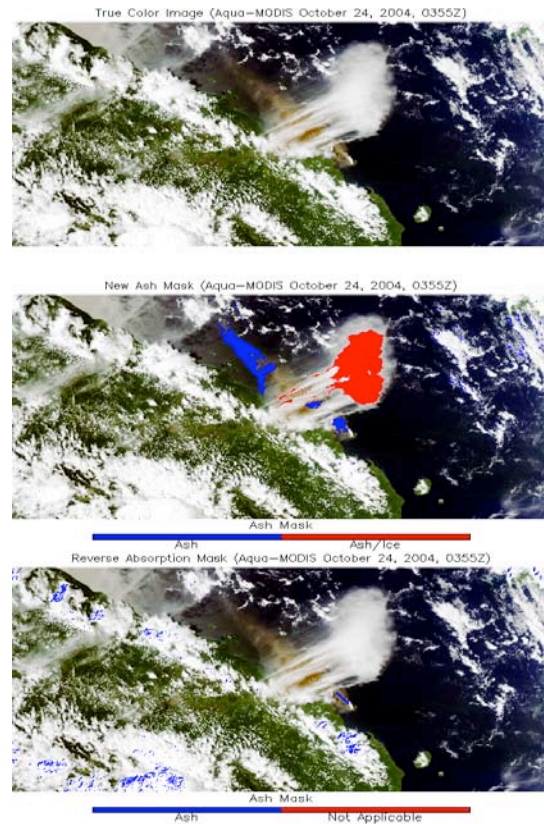 True Color Image (Aqua−MODIS October 24, 2004, 0355Z)
New Ash Mask (Aqua−MODIS October 24, 2004, 0355Z)
Ash Mask
Ash Ash/Ice
Reverse Absorption Mask (Aqua−MODIS October 24, 2004, 0355Z)
Ash Mask
Ash Not Applicable